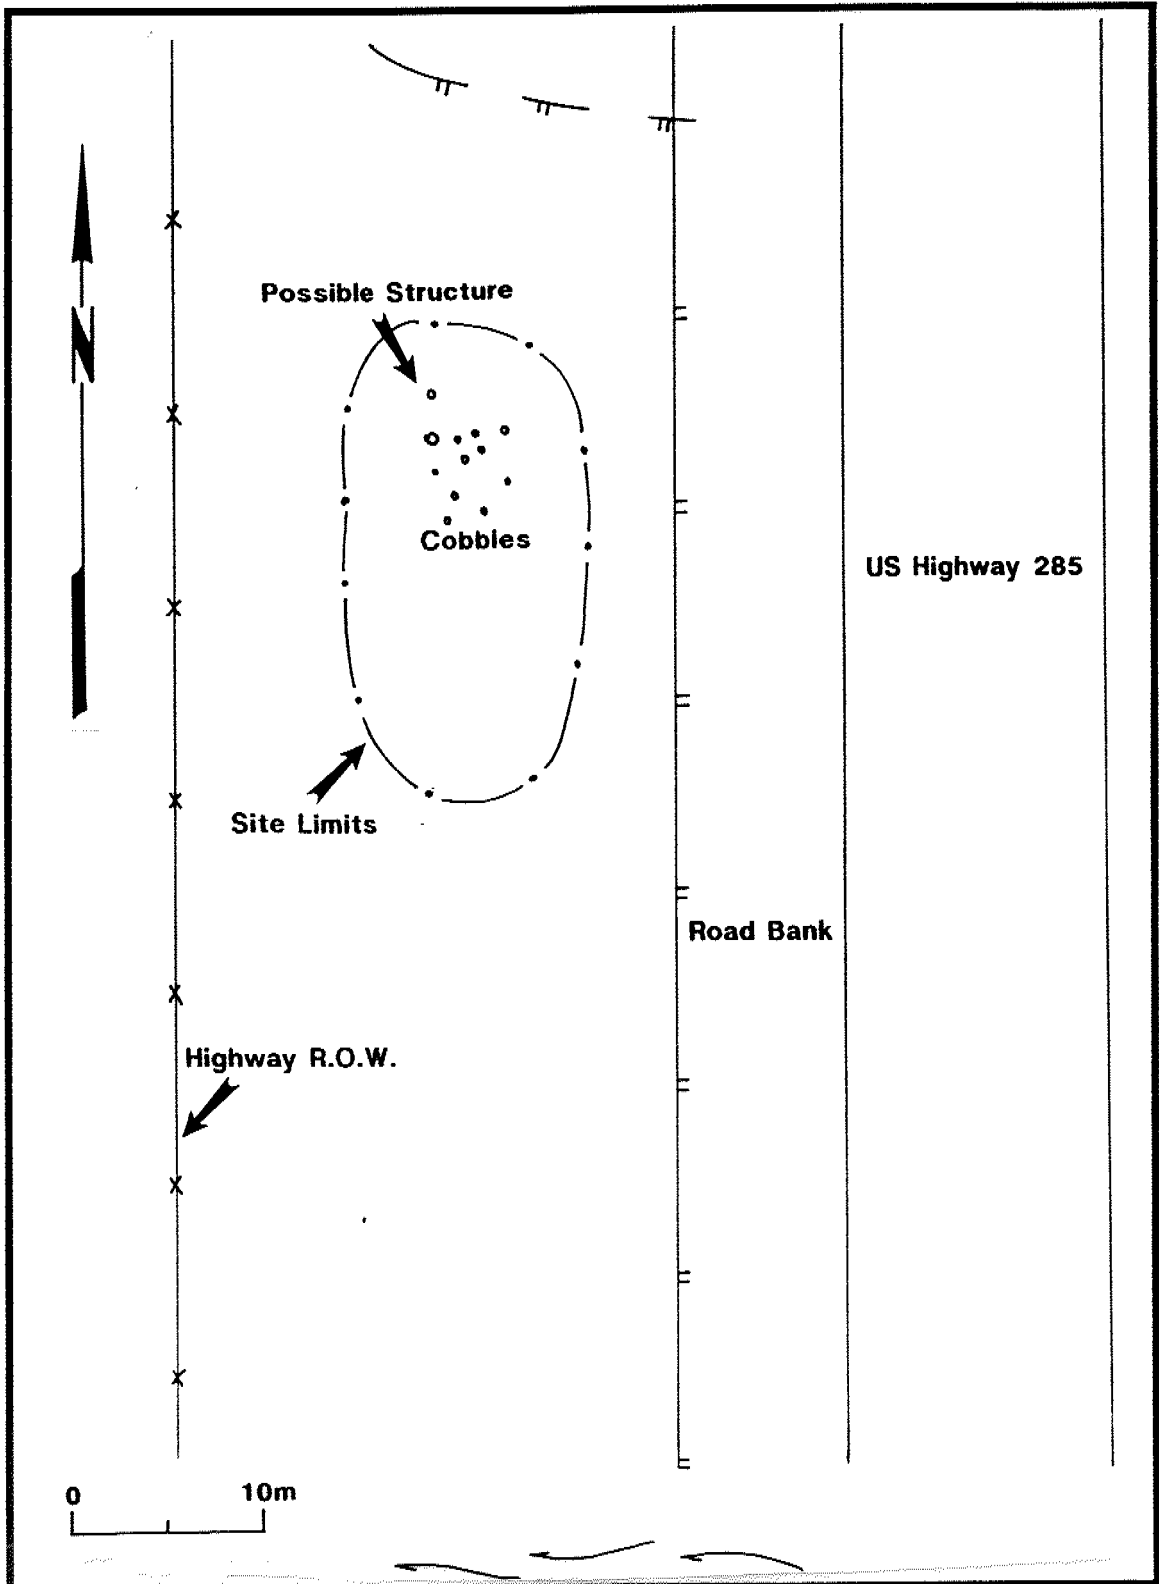 N
Possible Structure
Cobbles
US Highway 285
Site Limits
Road Bank
Highway R.O.W.
0 10m